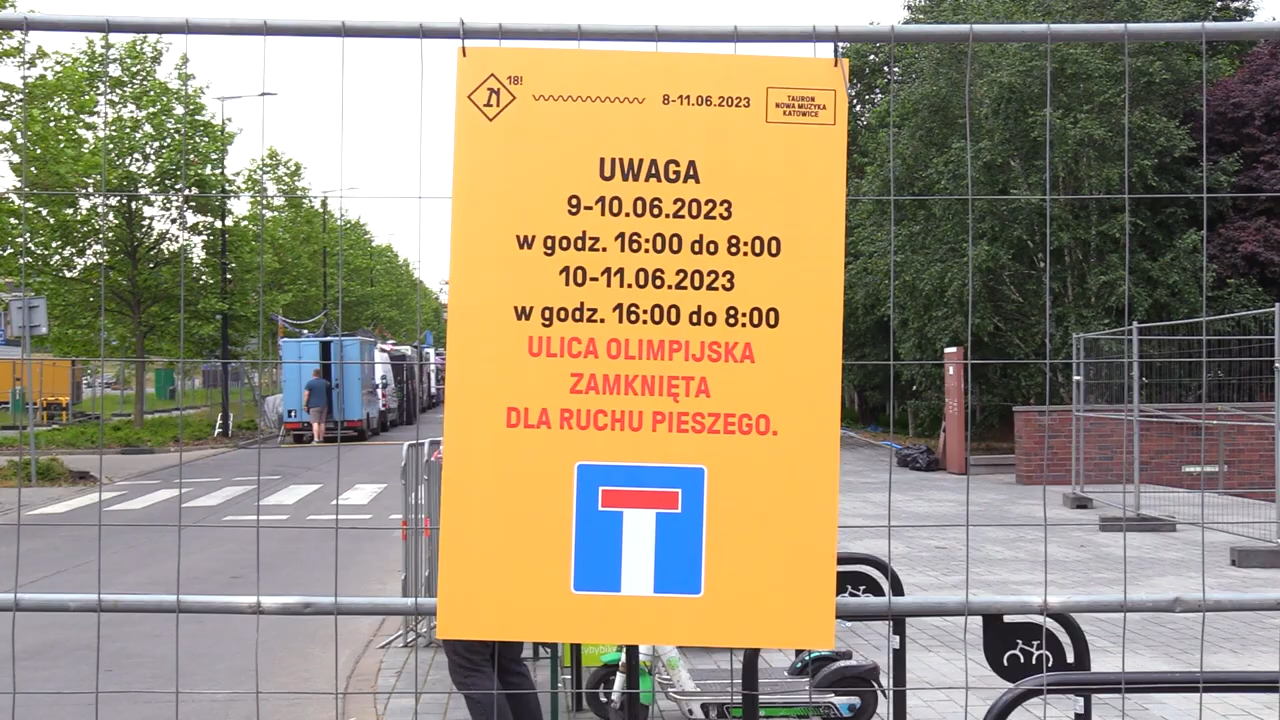 18!
8-11.06.2023
TAURON
NOWA MUZYKA
KATOWICE
UWAGA
9-10.06.2023
w godz. 16:00 do 8:00
10-11.06.2023
w godz. 16:00 do 8:00
ULICA OLIMPIJSKA
ZAMKNIĘTA
DLA RUCHU PIESZEGO.